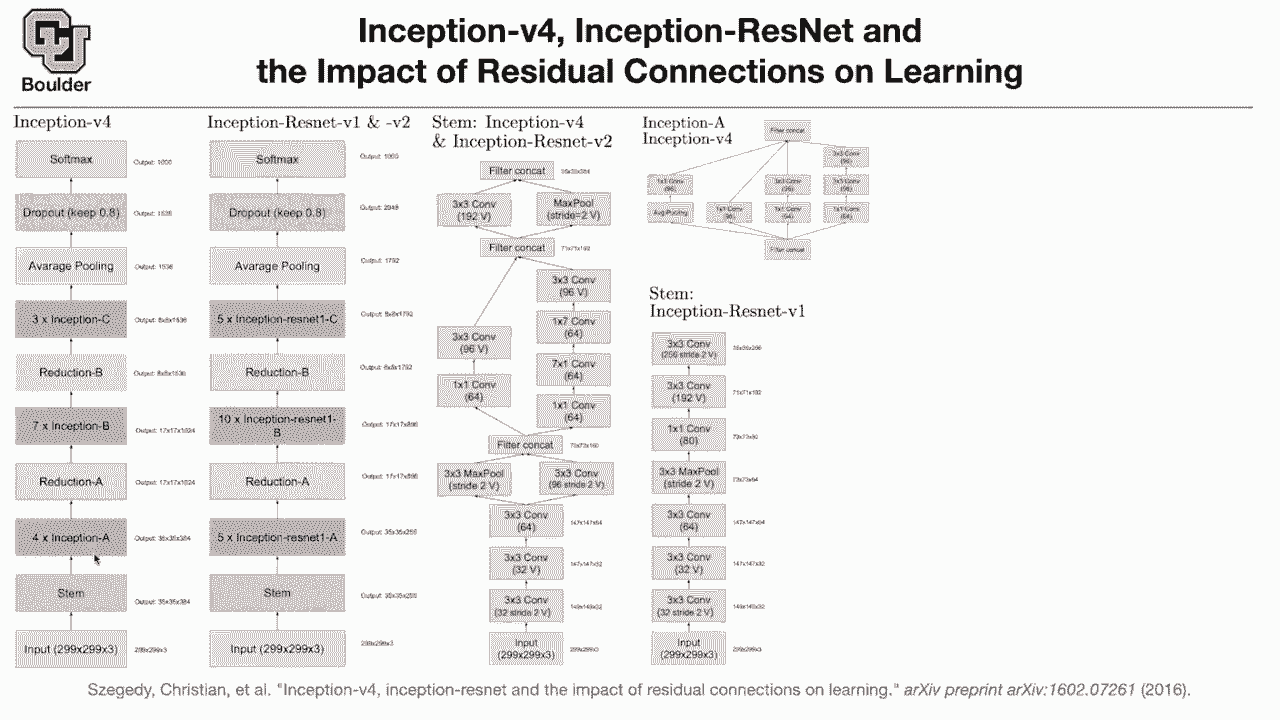 Boulder
Inception-v4, Inception-ResNet and
the Impact of Residual Connections on Learning
Inception-v4
Softmax
Output: 1000
Dropout (keep 0.8)
Output: 1536
Avarage Pooling
Output: 1536
3 x Inception-C
Output: 8x8x1536
Reduction-B
Output: 8x8x1536
7 x Inception-B
Output: 17x17x1024
Reduction-A
Output: 17x17x1024
x Inception-A
Output: 35x35x384
Stem
Output: 35x35x384
Input (299x299x3)
299x299x3
Inception-Resnet-v1 & -v2
Softmax
Output: 1000
Dropout (keep 0.8)
Output:
Avarage Pooling
Output: 1792
5 x Inception-resnet1-C
Output: 8x8x1792
Reduction-B
Output: 8x8x1792
10 x Inception-resnet1-
B
Output: 17x17x896
Reduction-A
Output: 17x17x896
5 x Inception-resnet1-A
Output: 35x35x256
Stem
Output: 35x35x256
Input (299x299x3)
299x299x3
Stem: Inception-v4
& Inception-Resnet-v2
Filter concat
35x35x384
3x3 Conv
(192 V)
MaxPool
(stride=2 V)
Filter concat
71x71x192
3x3 Conv
(96 V)
1x7 Conv
(64)
3x3 Conv
(96 V)
7x1 Conv
(64)
1x1 Conv
(64)
1x1 Conv
(64)
Filter concat
73x73x160
3x3 MaxPool
(stride 2 V)
3x3 Conv
(96 stride 2 V)
3x3 Conv
(64)
147x147x64
3x3 Conv
(32 V)
147x147x32
3x3 Conv
(32 stride 2 V)
149x149x32
Input
(299x299x3)
299x299x3
Inception-A
Inception-v4
Filter concat
3x3 Conv
(96)
1x1 Conv
(96)
3x3 Conv
(96)
3x3 Conv
(96)
Avg Pooling
1x1 Conv
(96)
1x1 Conv
(64)
1x1 Conv
(64)
Filter concat
Stem:
Inception-Resnet-v1
3x3 Conv
(256 stride 2 V)
35x35x256
3x3 Conv
(192 V)
71x71x192
1x1 Conv
(80)
73x73x80
3x3 MaxPool
(stride 2 V)
73x73x64
3x3 Conv
(64)
147x147x64
3x3 Conv
(32 V)
147x147x32
3x3 Conv
(32 stride 2 V)
149x149x32
Input
(299x299x3)
299x299x3
Szegedy, Christian, et al. "Inception-v4, inception-resnet and the impact of residual connections on learning." arXiv preprint arXiv:1602.07261 (2016).